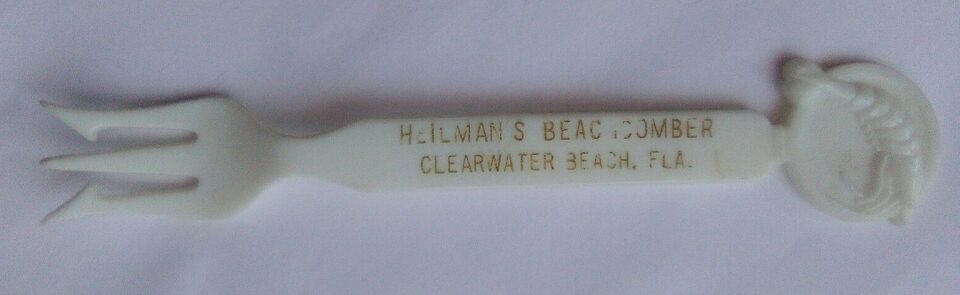 HEILMAN'S BEACHCOMBER
CLEARWATER BEACH, FLA.